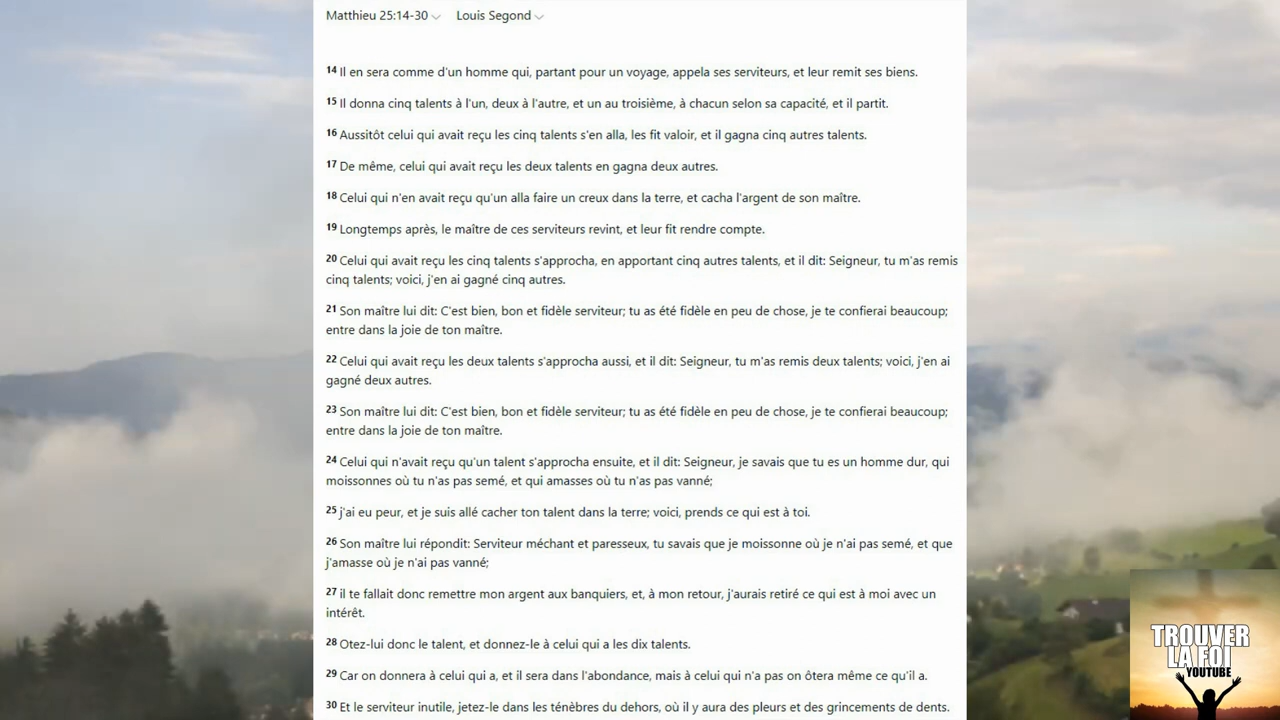 Matthieu 25:14-30 Louis Segond
14 Il en sera comme d'un homme qui, partant pour un voyage, appela ses serviteurs, et leur remit ses biens.
15 Il donna cinq talents à l'un, deux à l'autre, et un au troisième, à chacun selon sa capacité, et il partit.
16 Aussitôt celui qui avait reçu les cinq talents s'en alla, les fit valoir, et il gagna cinq autres talents.
17 De même, celui qui avait reçu les deux talents en gagna deux autres.
18 Celui qui n'en avait reçu qu'un alla faire un creux dans la terre, et cacha l'argent de son maître.
19 Longtemps après, le maître de ces serviteurs revint, et leur fit rendre compte.
20 Celui qui avait reçu les cinq talents s'approcha, en apportant cinq autres talents, et il dit: Seigneur, tu m'as remis
cinq talents; voici, j'en ai gagné cinq autres.
21 Son maître lui dit: C'est bien, bon et fidèle serviteur; tu as été fidèle en peu de chose, je te confierai beaucoup;
entre dans la joie de ton maître.
22 Celui qui avait reçu les deux talents s'approcha aussi, et il dit: Seigneur, tu m'as remis deux talents; voici, j'en ai
gagné deux autres.
23 Son maître lui dit: C'est bien, bon et fidèle serviteur; tu as été fidèle en peu de chose, je te confierai beaucoup;
entre dans la joie de ton maître.
24 Celui qui n'avait reçu qu'un talent s'approcha ensuite, et il dit: Seigneur, je savais que tu es un homme dur, qui
moissonnes où tu n'as pas semé, et qui amasses où tu n'as pas vanné;
25 j'ai eu peur, et je suis allé cacher ton talent dans la terre; voici, prends ce qui est à toi.
26 Son maître lui répondit: Serviteur méchant et paresseux, tu savais que je moissonne où je n'ai pas semé, et que
j'amasse où je n'ai pas vanné;
27 il te fallait donc remettre mon argent aux banquiers, et, à mon retour, j'aurais retiré ce qui est à moi avec un
intérêt.
28 Otez-lui donc le talent, et donnez-le à celui qui a les dix talents.
29 Car on donnera à celui qui a, et il sera dans l'abondance, mais à celui qui n'a pas on ôtera même ce qu'il a.
30 Et le serviteur inutile, jetez-le dans les ténèbres du dehors, où il y aura des pleurs et des grincements de dents.
TROUVER
LA FOI
YOUTUBE